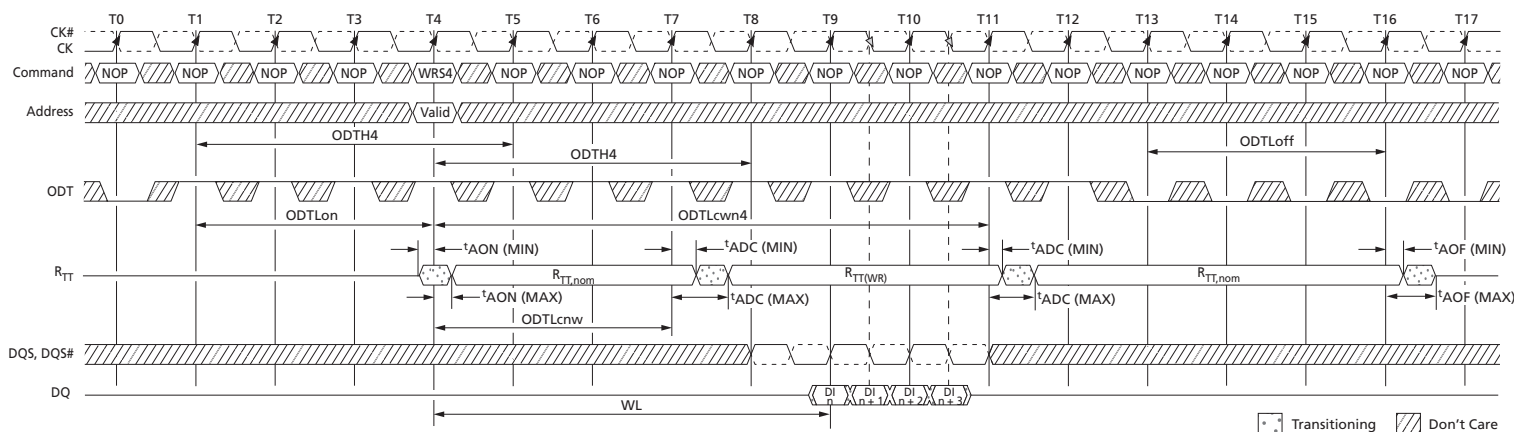 T0 T1 T2 T3 T4 T5 T6 T7 T8 T9 T10 T11 T12 T13 T14 T15 T16 T17
CK#
CK
Command NOP NOP NOP NOP WRS4 NOP NOP NOP NOP NOP NOP NOP NOP NOP NOP NOP NOP NOP
Address Valid
ODTH4 ODTLoff
ODTH4
ODT
ODTLon ODTLcwn4
tAON (MIN) tADC (MIN) tADC (MIN) tAOF (MIN)
RTT RTT,nom RTT(WR) RTT,nom
tAON (MAX) tADC (MAX) tADC (MAX) tAOF (MAX)
ODTLcnw
DQS, DQS#
DQ DI n DI n + 1 DI n + 2 DI n + 3
WL
Transitioning Don't Care